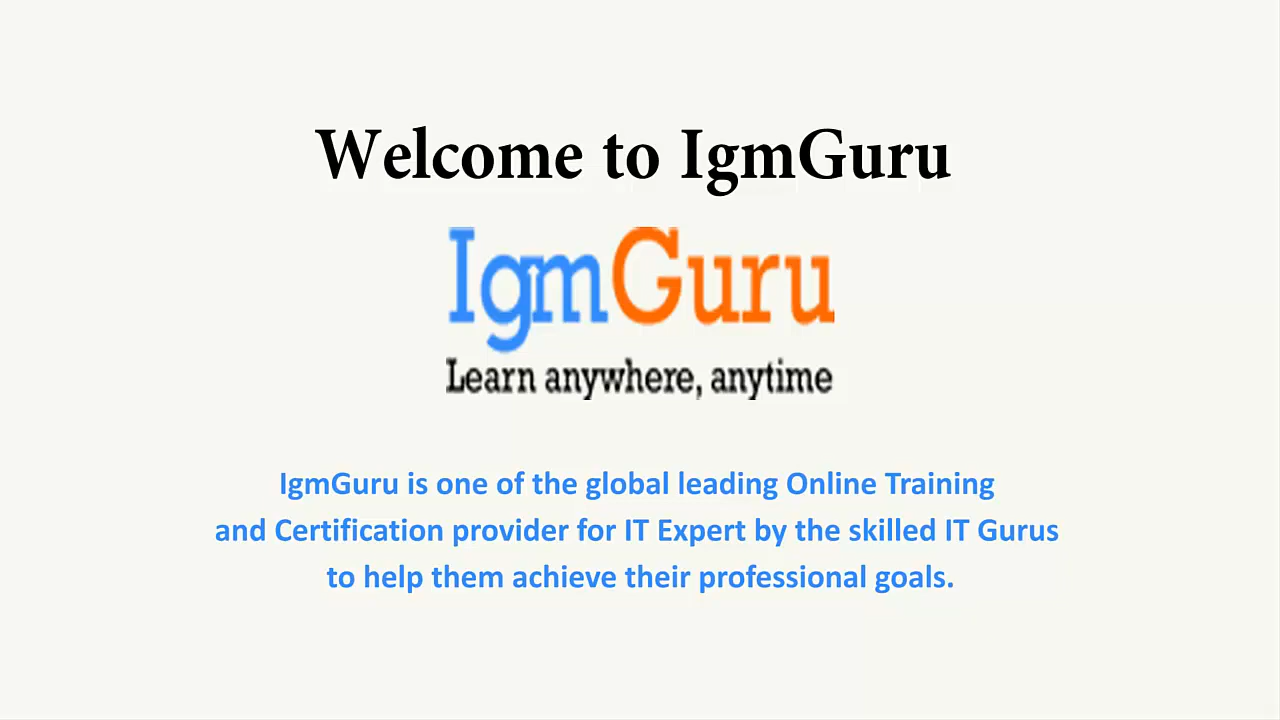 Welcome to IgmGuru
IgmGuru
Learn anywhere, anytime
IgmGuru is one of the global leading Online Training
and Certification provider for IT Expert by the skilled IT Gurus
to help them achieve their professional goals.